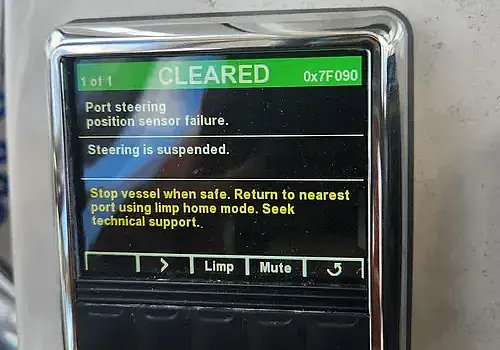 1 of 1 CLEARED 0x7F090
Port steering
position sensor failure.
Steering is suspended.
Stop vessel when safe. Return to nearest
port using limp home mode. Seek
technical support.
> Limp Mute ↺